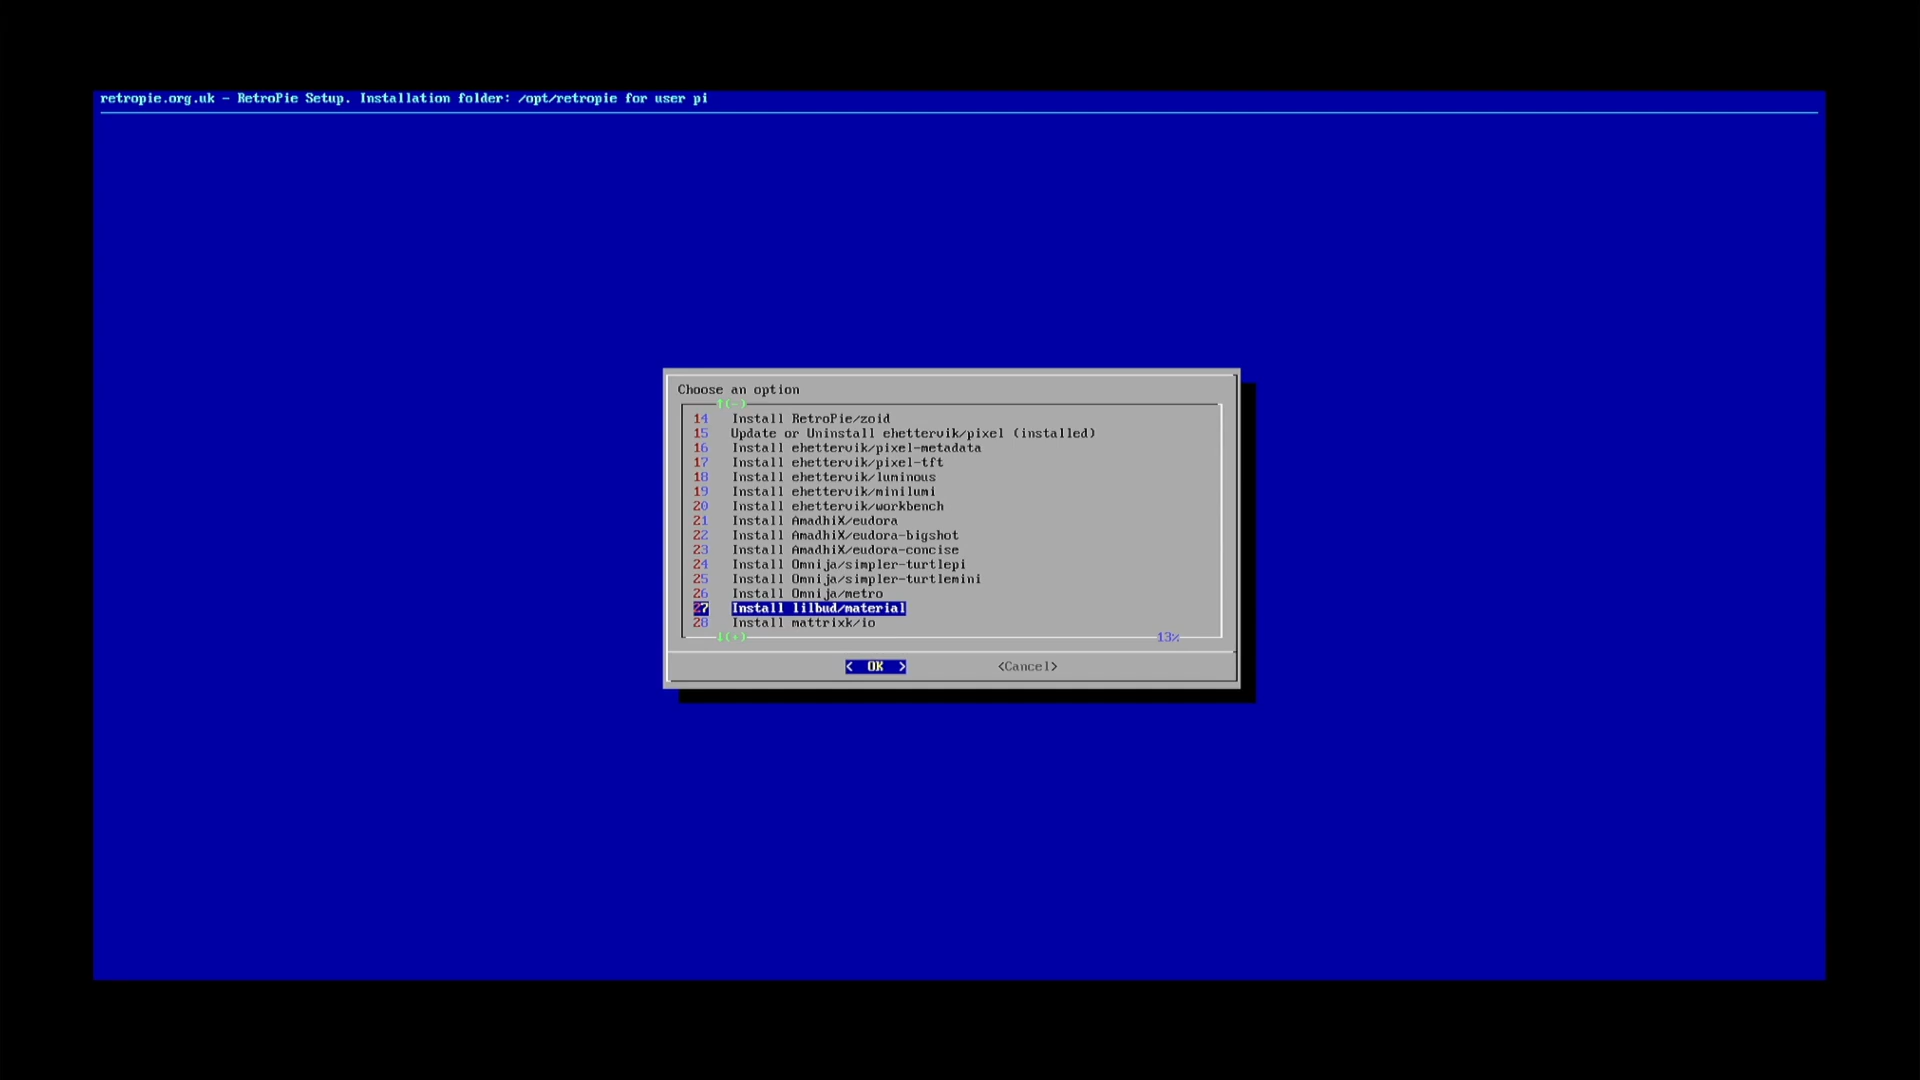 retropie.org.uk - RetroPie Setup. Installation folder: /opt/retropie for user pi
Choose an option
↑(-)
14 Install RetroPie/zoid
15 Update or Uninstall ehettervik/pixel (installed)
16 Install ehettervik/pixel-metadata
17 Install ehettervik/pixel-tft
18 Install ehettervik/luminous
19 Install ehettervik/minilumi
20 Install ehettervik/workbench
21 Install AmadhiX/eudora
22 Install AmadhiX/eudora-bigshot
23 Install AmadhiX/eudora-concise
24 Install Omnija/simpler-turtlepi
25 Install Omnija/simpler-turtlemini
26 Install Omnija/metro
27 Install lilbud/material
28 Install mattrixk/io
↓(+) 13%
< OK > <Cancel>